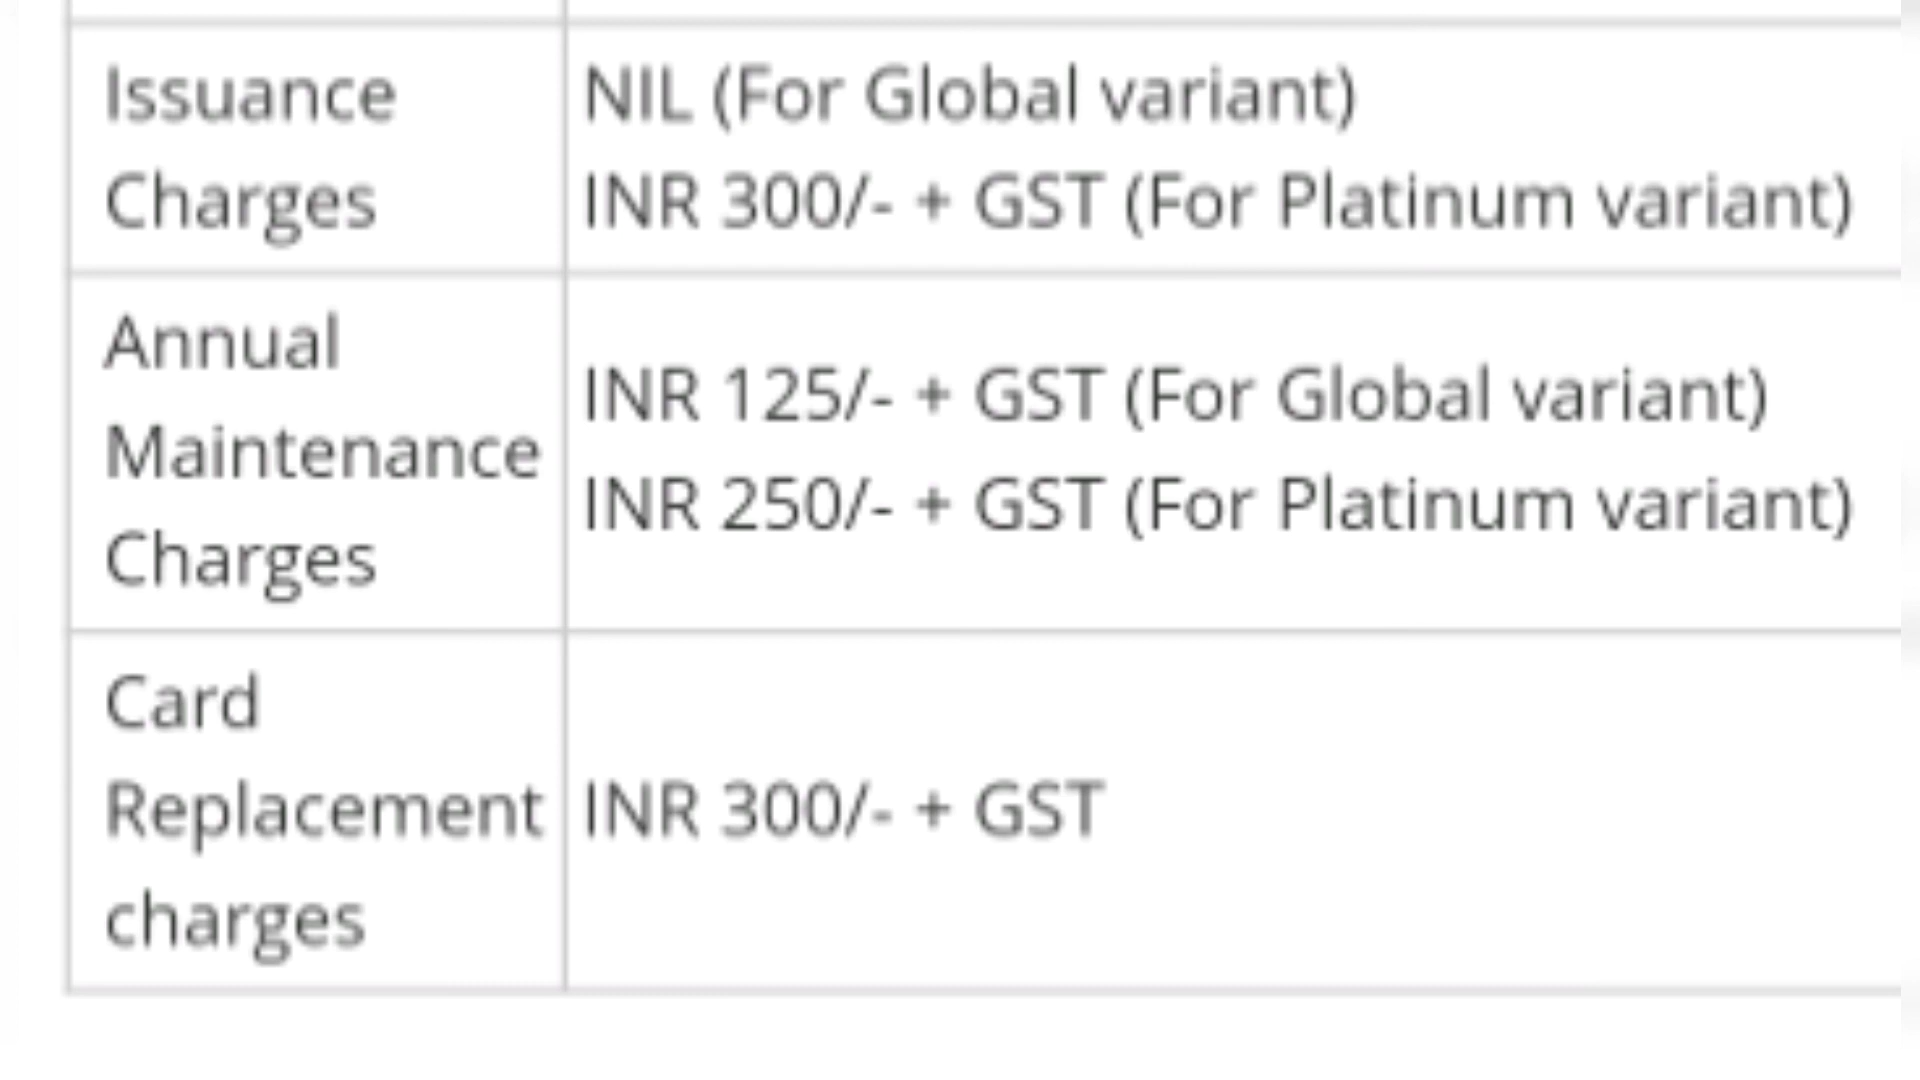 Issuance
Charges
NIL (For Global variant)
INR 300/- + GST (For Platinum variant)
Annual
Maintenance
Charges
INR 125/- + GST (For Global variant)
INR 250/- + GST (For Platinum variant)
Card
Replacement
charges
INR 300/- + GST